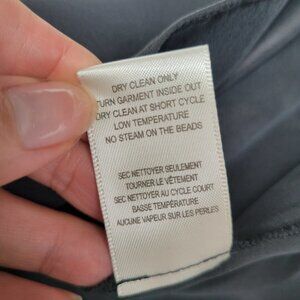 DRY CLEAN ONLY
TURN GARMENT INSIDE OUT
DRY CLEAN AT SHORT CYCLE
LOW TEMPERATURE
NO STEAM ON THE BEADS
SEC NETTOYER SEULEMENT
TOURNER LE VÊTEMENT
SEC NETTOYER AU CYCLE COURT
BASSE TEMPÉRATURE
AUCUNE VAPEUR SUR LES PERLES